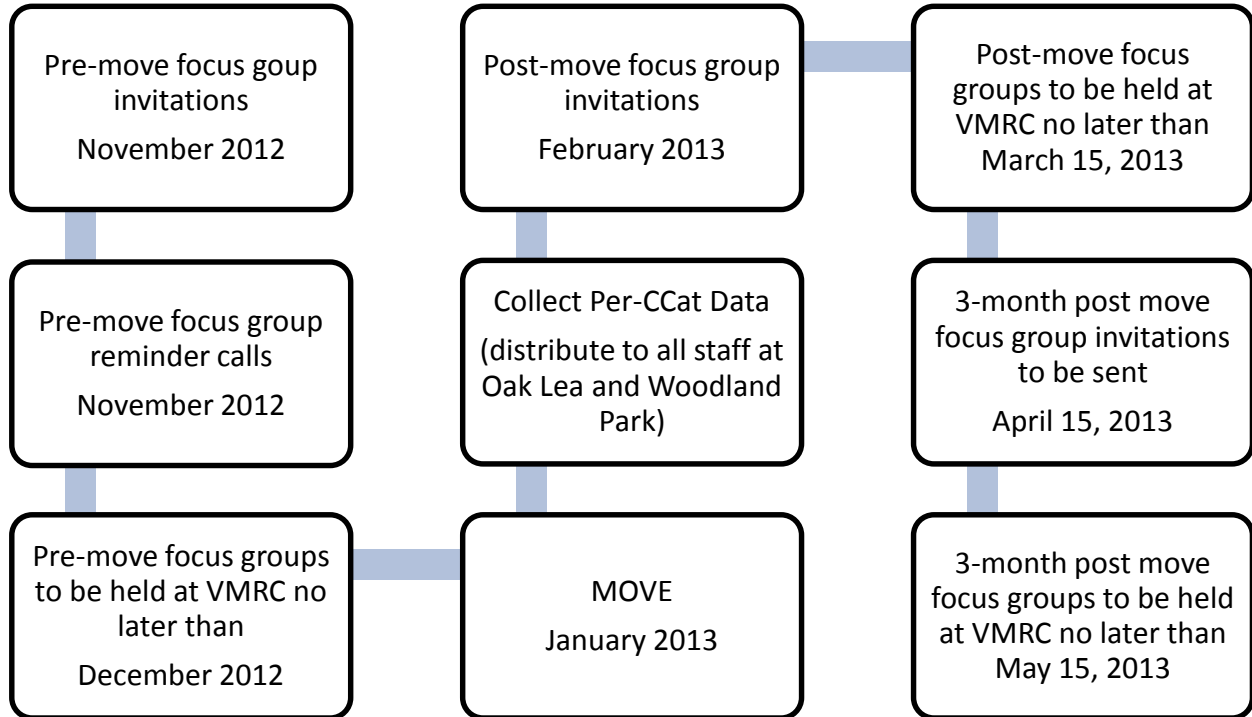 Pre-move focus goup
invitations
November 2012
Pre-move focus group
reminder calls
November 2012
Pre-move focus groups
to be held at VMRC no
later than
December 2012
MOVE
January 2013
Collect Per-CCat Data
(distribute to all staff at
Oak Lea and Woodland
Park)
Post-move focus group
invitations
February 2013
Post-move focus
groups to be held at
VMRC no later than
March 15, 2013
3-month post move
focus group invitations
to be sent
April 15, 2013
3-month post move
focus groups to be held
at VMRC no later than
May 15, 2013